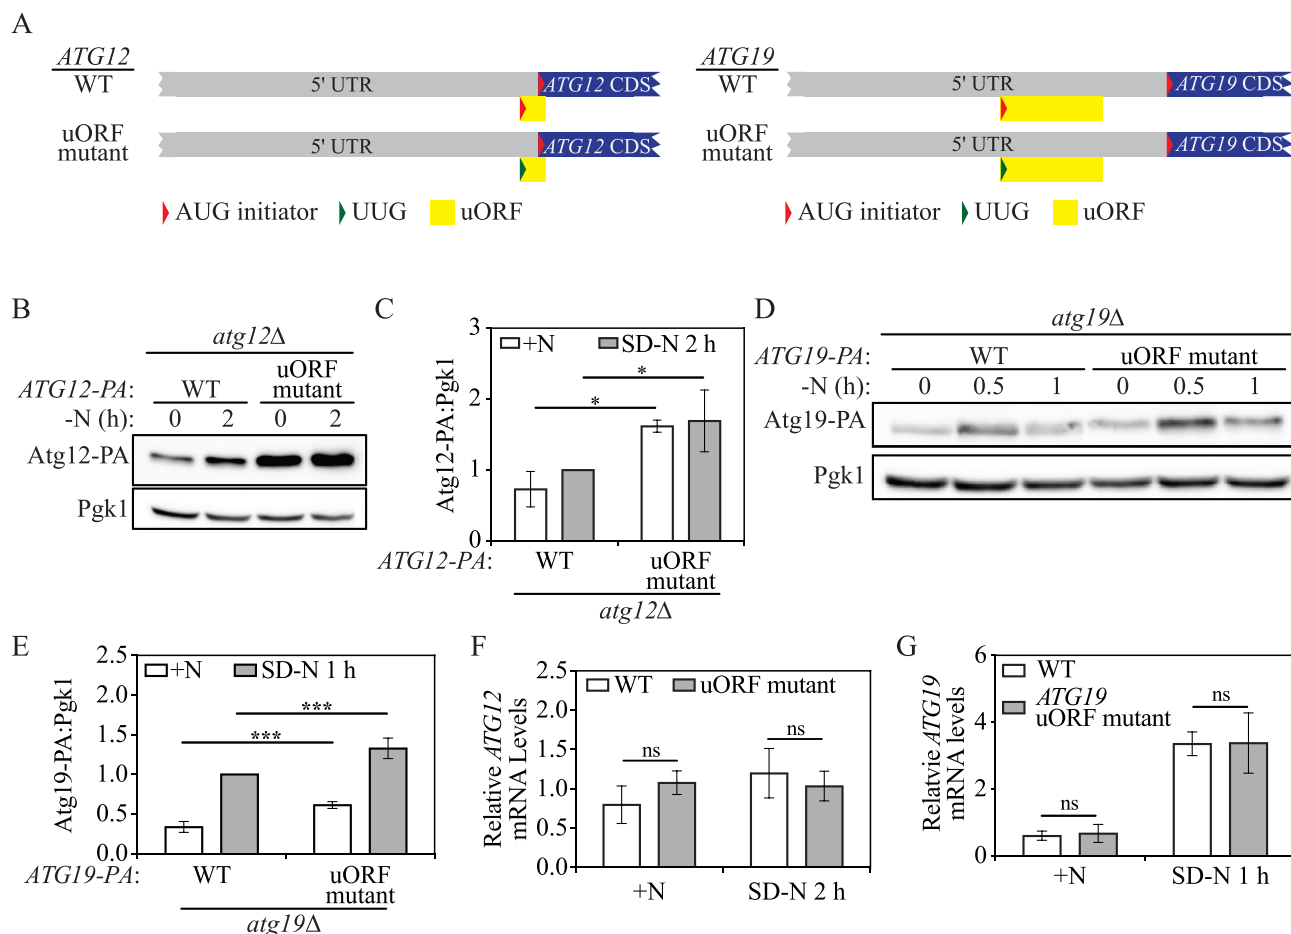 A
ATG12
WT
5' UTR
ATG12 CDS
uORF
mutant
5' UTR
ATG12 CDS
AUG initiator
UUG
uORF
ATG19
WT
5' UTR
ATG19 CDS
uORF
mutant
5' UTR
ATG19 CDS
AUG initiator
UUG
uORF
B
atg12Δ
ATG12-PA:
WT
uORF
mutant
-N (h):
0 2 0 2
Atg12-PA
Pgk1
C
Atg12-PA:Pgk1
3
2
1
0
+N
SD-N 2 h
*
*
ATG12-PA:
WT
uORF
mutant
atg12Δ
D
atg19Δ
ATG19-PA:
WT
uORF mutant
-N (h):
0 0.5 1 0 0.5 1
Atg19-PA
Pgk1
E
Atg19-PA:Pgk1
2.5
2.0
1.5
1.0
0.5
0
+N
SD-N 1 h
***
***
ATG19-PA:
WT
uORF
mutant
atg19Δ
F
Relative ATG12
mRNA Levels
2.5
2.0
1.5
1.0
0.5
0.0
WT
uORF mutant
ns
ns
+N
SD-N 2 h
G
Relatvie ATG19
mRNA levels
6
4
2
0
WT
ATG19
uORF mutant
ns
ns
+N
SD-N 1 h